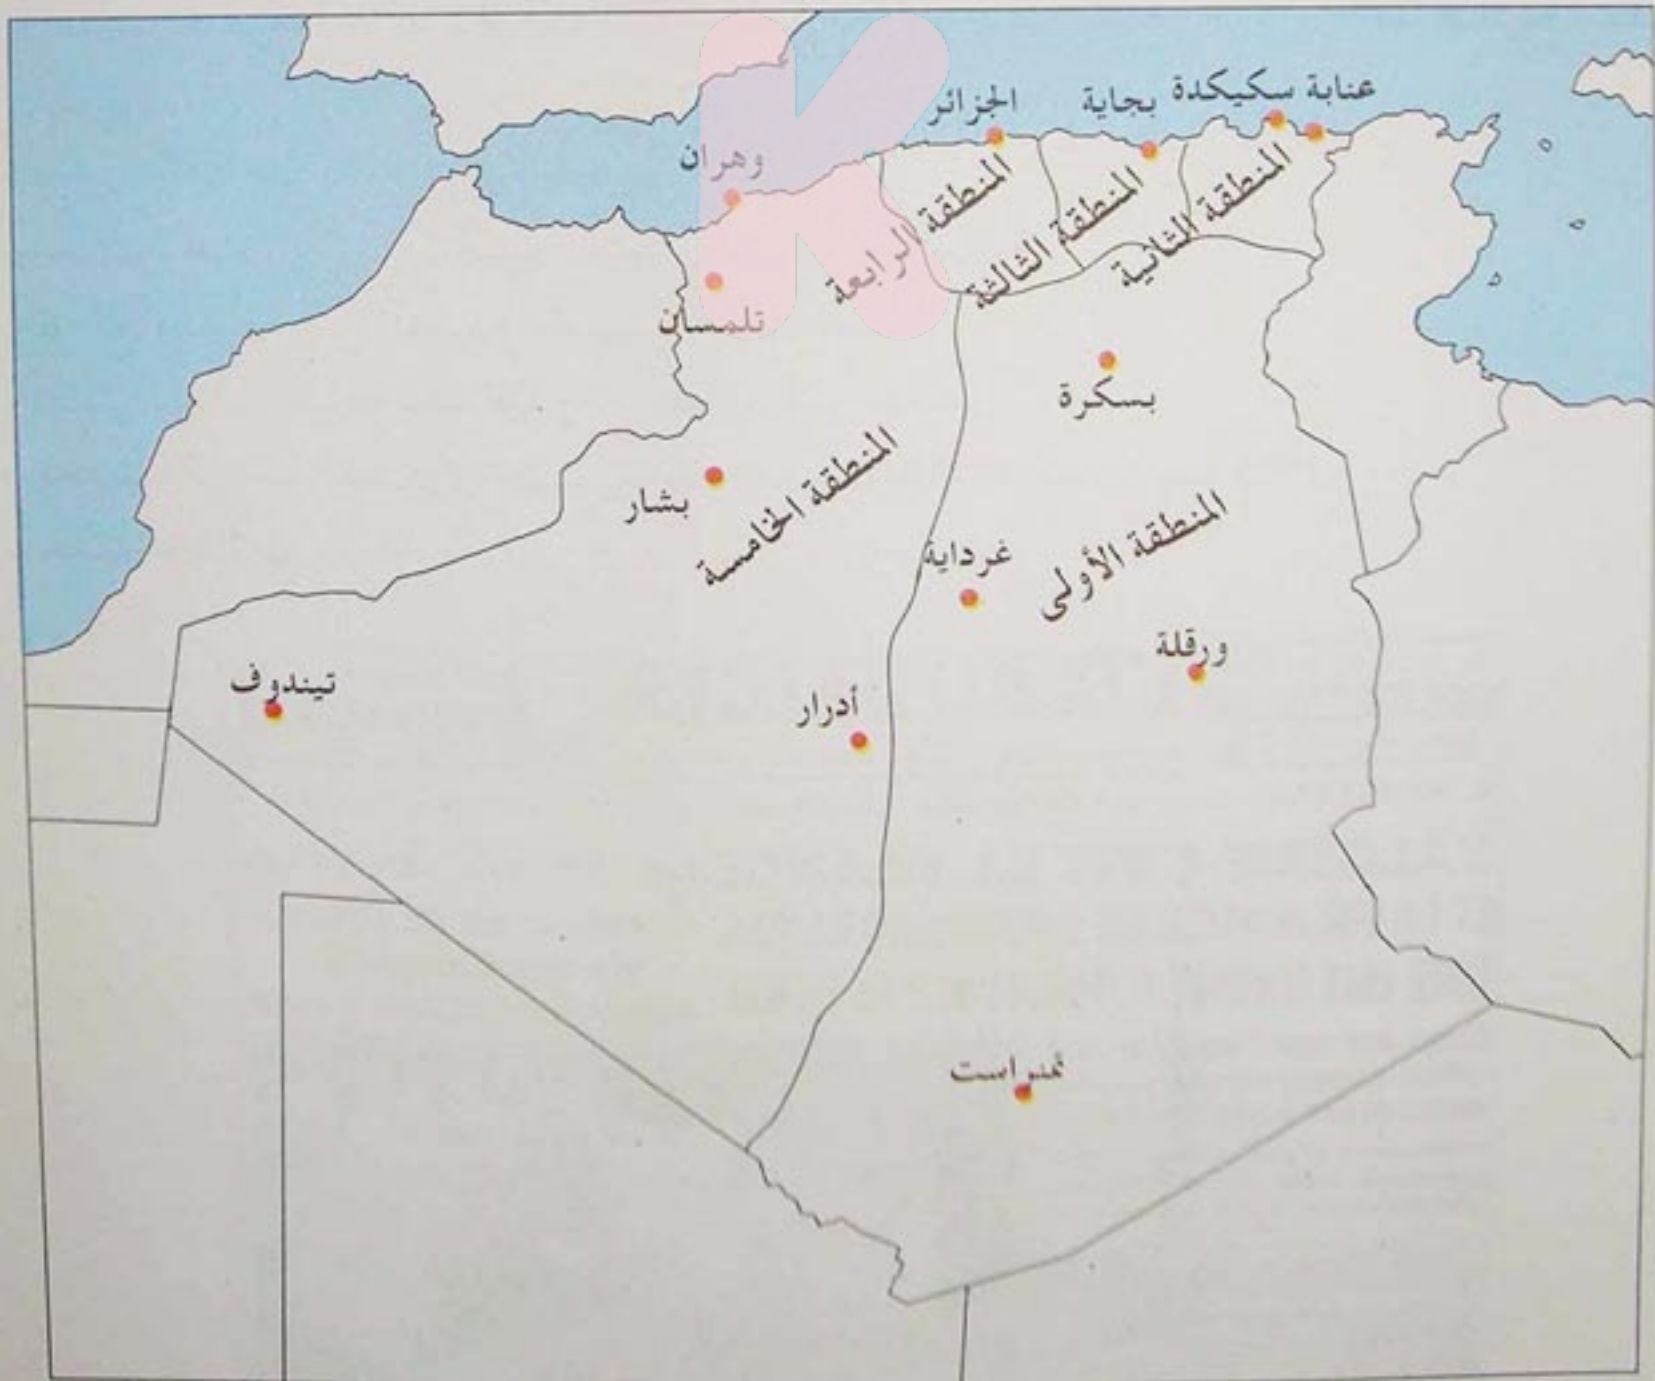 عنابة
سكيكدة
بجاية
الجزائر
وهران
المنطقة الثانية
المنطقة الثالثة
المنطقة الرابعة
تلمسان
بسكرة
المنطقة الخامسة
بشار
المنطقة الأولى
غرداية
ورقلة
تيندوف
أدرار
تمنراست
K